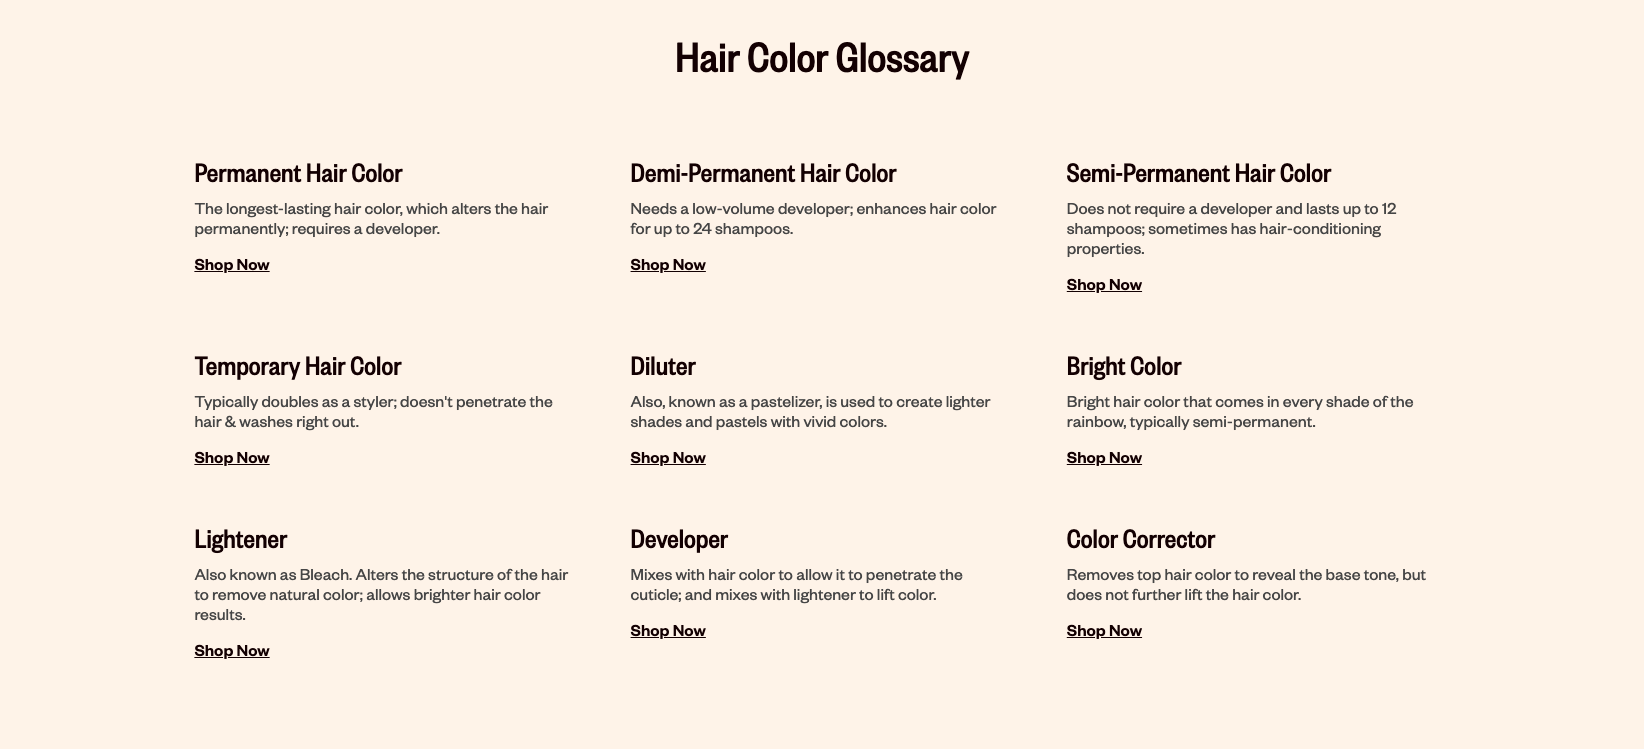 Hair Color Glossary
Permanent Hair Color
The longest-lasting hair color, which alters the hair
permanently; requires a developer.
Shop Now
Demi-Permanent Hair Color
Needs a low-volume developer; enhances hair color
for up to 24 shampoos.
Shop Now
Semi-Permanent Hair Color
Does not require a developer and lasts up to 12
shampoos; sometimes has hair-conditioning
properties.
Shop Now
Temporary Hair Color
Typically doubles as a styler; doesn't penetrate the
hair & washes right out.
Shop Now
Diluter
Also, known as a pastelizer, is used to create lighter
shades and pastels with vivid colors.
Shop Now
Bright Color
Bright hair color that comes in every shade of the
rainbow, typically semi-permanent.
Shop Now
Lightener
Also known as Bleach. Alters the structure of the hair
to remove natural color; allows brighter hair color
results.
Shop Now
Developer
Mixes with hair color to allow it to penetrate the
cuticle; and mixes with lightener to lift color.
Shop Now
Color Corrector
Removes top hair color to reveal the base tone, but
does not further lift the hair color.
Shop Now